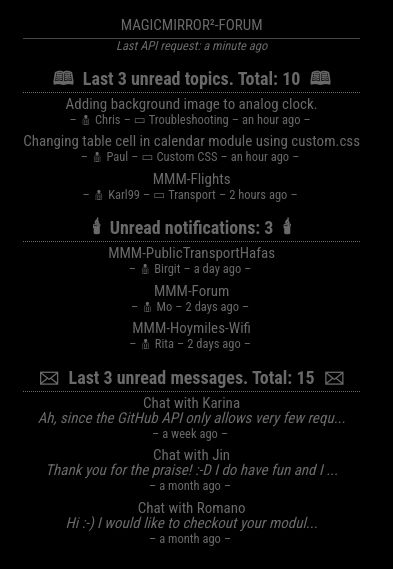 MAGICMIRROR²-FORUM
Last API request: a minute ago
Last 3 unread topics. Total: 10
Adding background image to analog clock.
– Chris – Troubleshooting – an hour ago –
Changing table cell in calendar module using custom.css
– Paul – Custom CSS – an hour ago –
MMM-Flights
– Karl99 – Transport – 2 hours ago –
Unread notifications: 3
MMM-PublicTransportHafas
– Birgit – a day ago –
MMM-Forum
– Mo – 2 days ago –
MMM-Hoymiles-Wifi
– Rita – 2 days ago –
Last 3 unread messages. Total: 15
Chat with Karina
Ah, since the GitHub API only allows very few requ...
– a week ago –
Chat with Jin
Thank you for the praise! :-D I do have fun and I ...
– a month ago –
Chat with Romano
Hi :-) I would like to checkout your modul...
– a month ago –